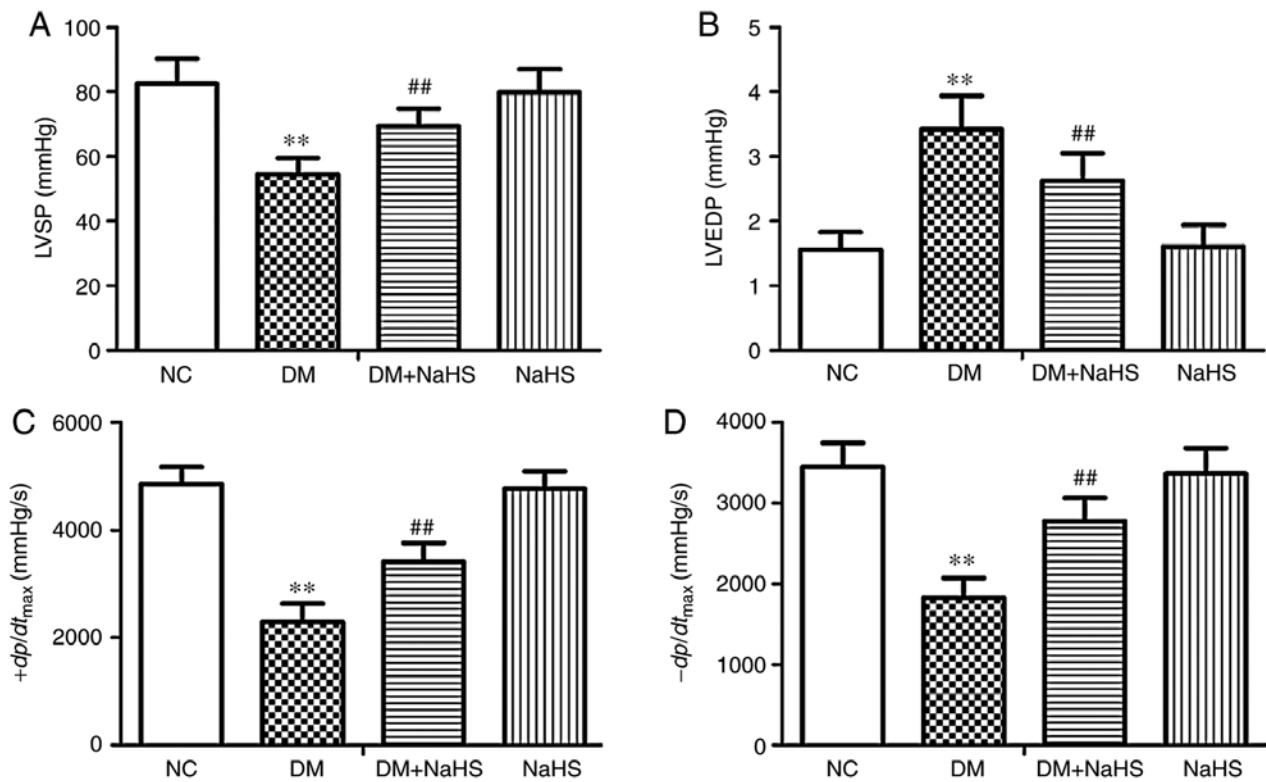 A
LVSP (mmHg)
100
80
60
40
20
0
**
##
NC DM DM+NaHS NaHS
B
LVEDP (mmHg)
5
4
3
2
1
0
**
##
NC DM DM+NaHS NaHS
C
+dp/dtmax (mmHg/s)
6000
4000
2000
0
**
##
NC DM DM+NaHS NaHS
D
−dp/dtmax (mmHg/s)
4000
3000
2000
1000
0
**
##
NC DM DM+NaHS NaHS